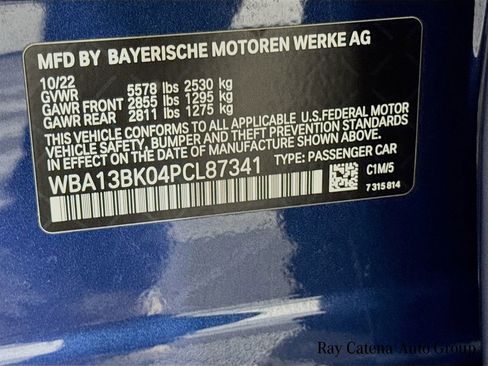 MFD BY BAYERISCHE MOTOREN WERKE AG
10/22
GVWR 5578 lbs 2530 kg
GAWR FRONT 2855 lbs 1295 kg
GAWR REAR 2811 lbs 1275 kg
THIS VEHICLE CONFORMS TO ALL APPLICABLE U.S.FEDERAL MOTOR
VEHICLE SAFETY, BUMPER, AND THEFT PREVENTION STANDARDS
IN EFFECT ON THE DATE OF MANUFACTURE SHOWN ABOVE.
WBA13BK04PCL87341 TYPE: PASSENGER CAR
C1M/5
7 315 814
Ray Catena Auto Group